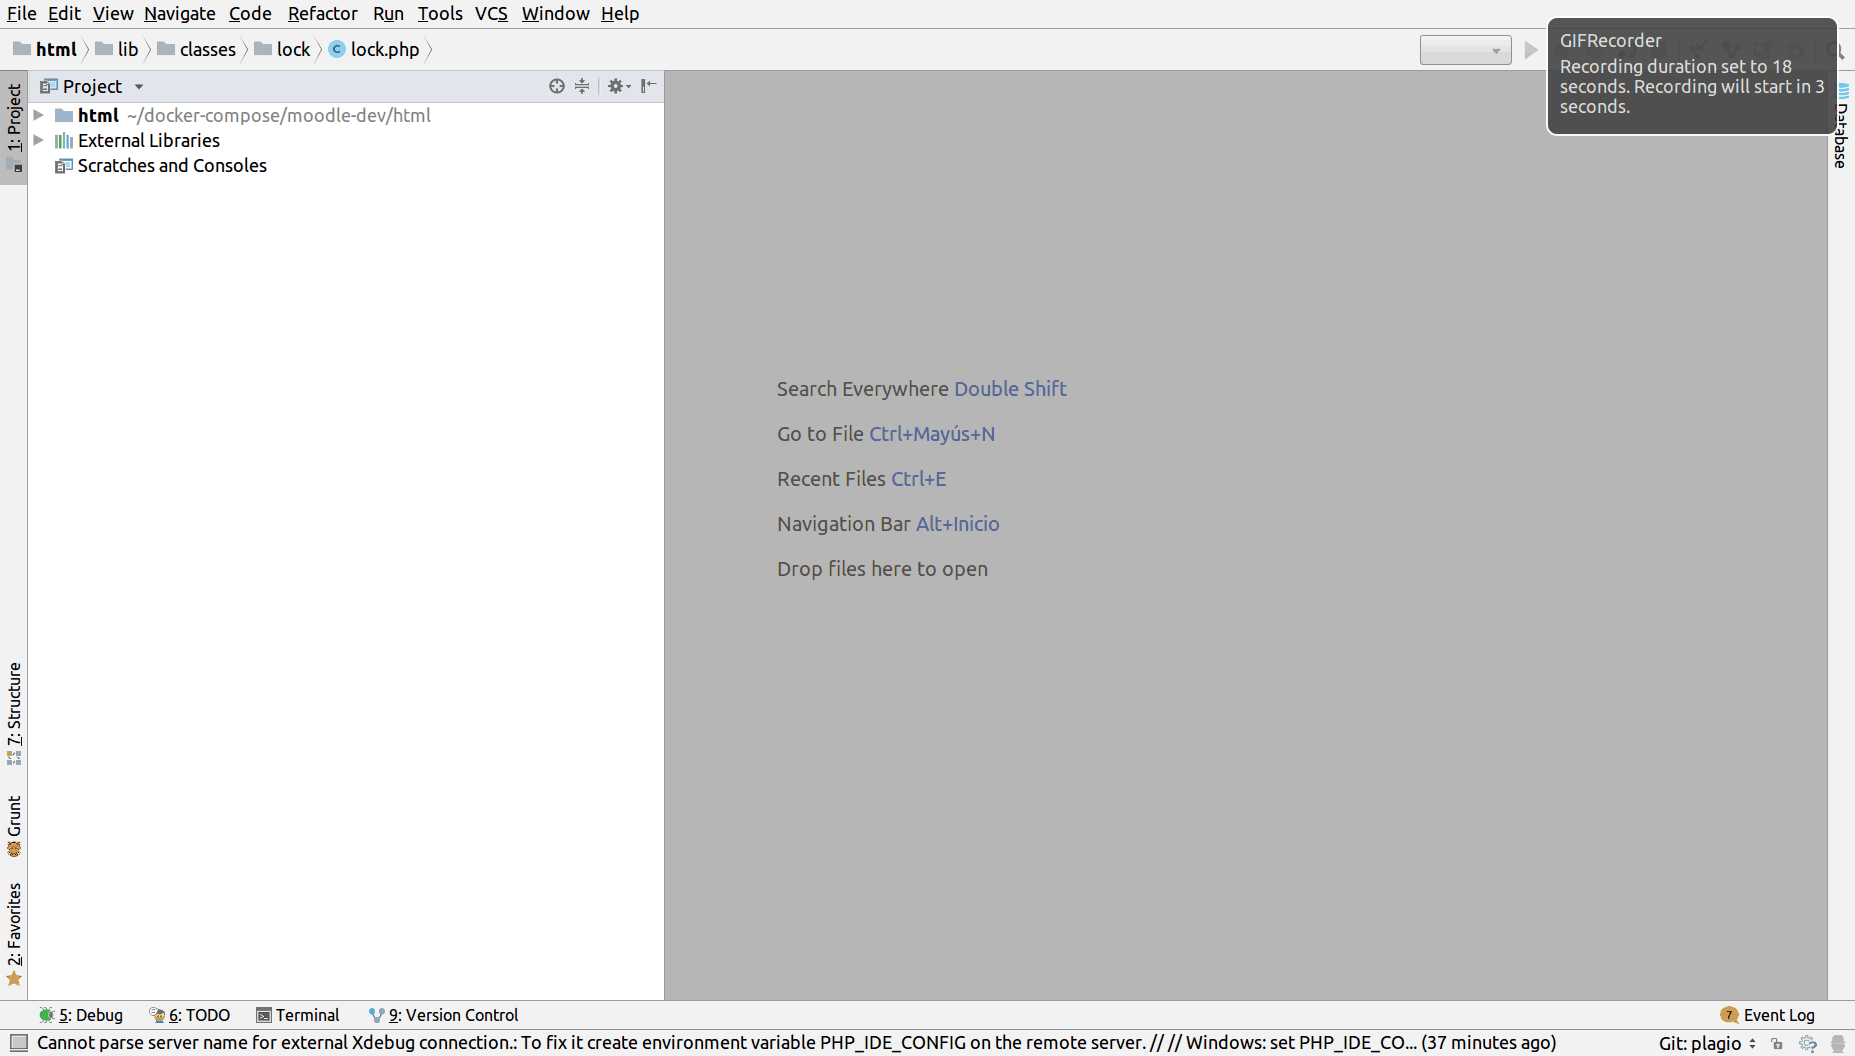 File Edit View Navigate Code Refactor Run Tools VCS Window Help
html lib classes lock lock.php
GIFRecorder
Recording duration set to 18
seconds. Recording will start in 3
seconds.
Project
html ~/docker-compose/moodle-dev/html
External Libraries
Scratches and Consoles
1: Project
7: Structure
Grunt
2: Favorites
Database
Search Everywhere Double Shift
Go to File Ctrl+Mayús+N
Recent Files Ctrl+E
Navigation Bar Alt+Inicio
Drop files here to open
5: Debug 6: TODO Terminal 9: Version Control 7 Event Log
Cannot parse server name for external Xdebug connection.: To fix it create environment variable PHP_IDE_CONFIG on the remote server. // // Windows: set PHP_IDE_CO... (37 minutes ago) Git: plagio